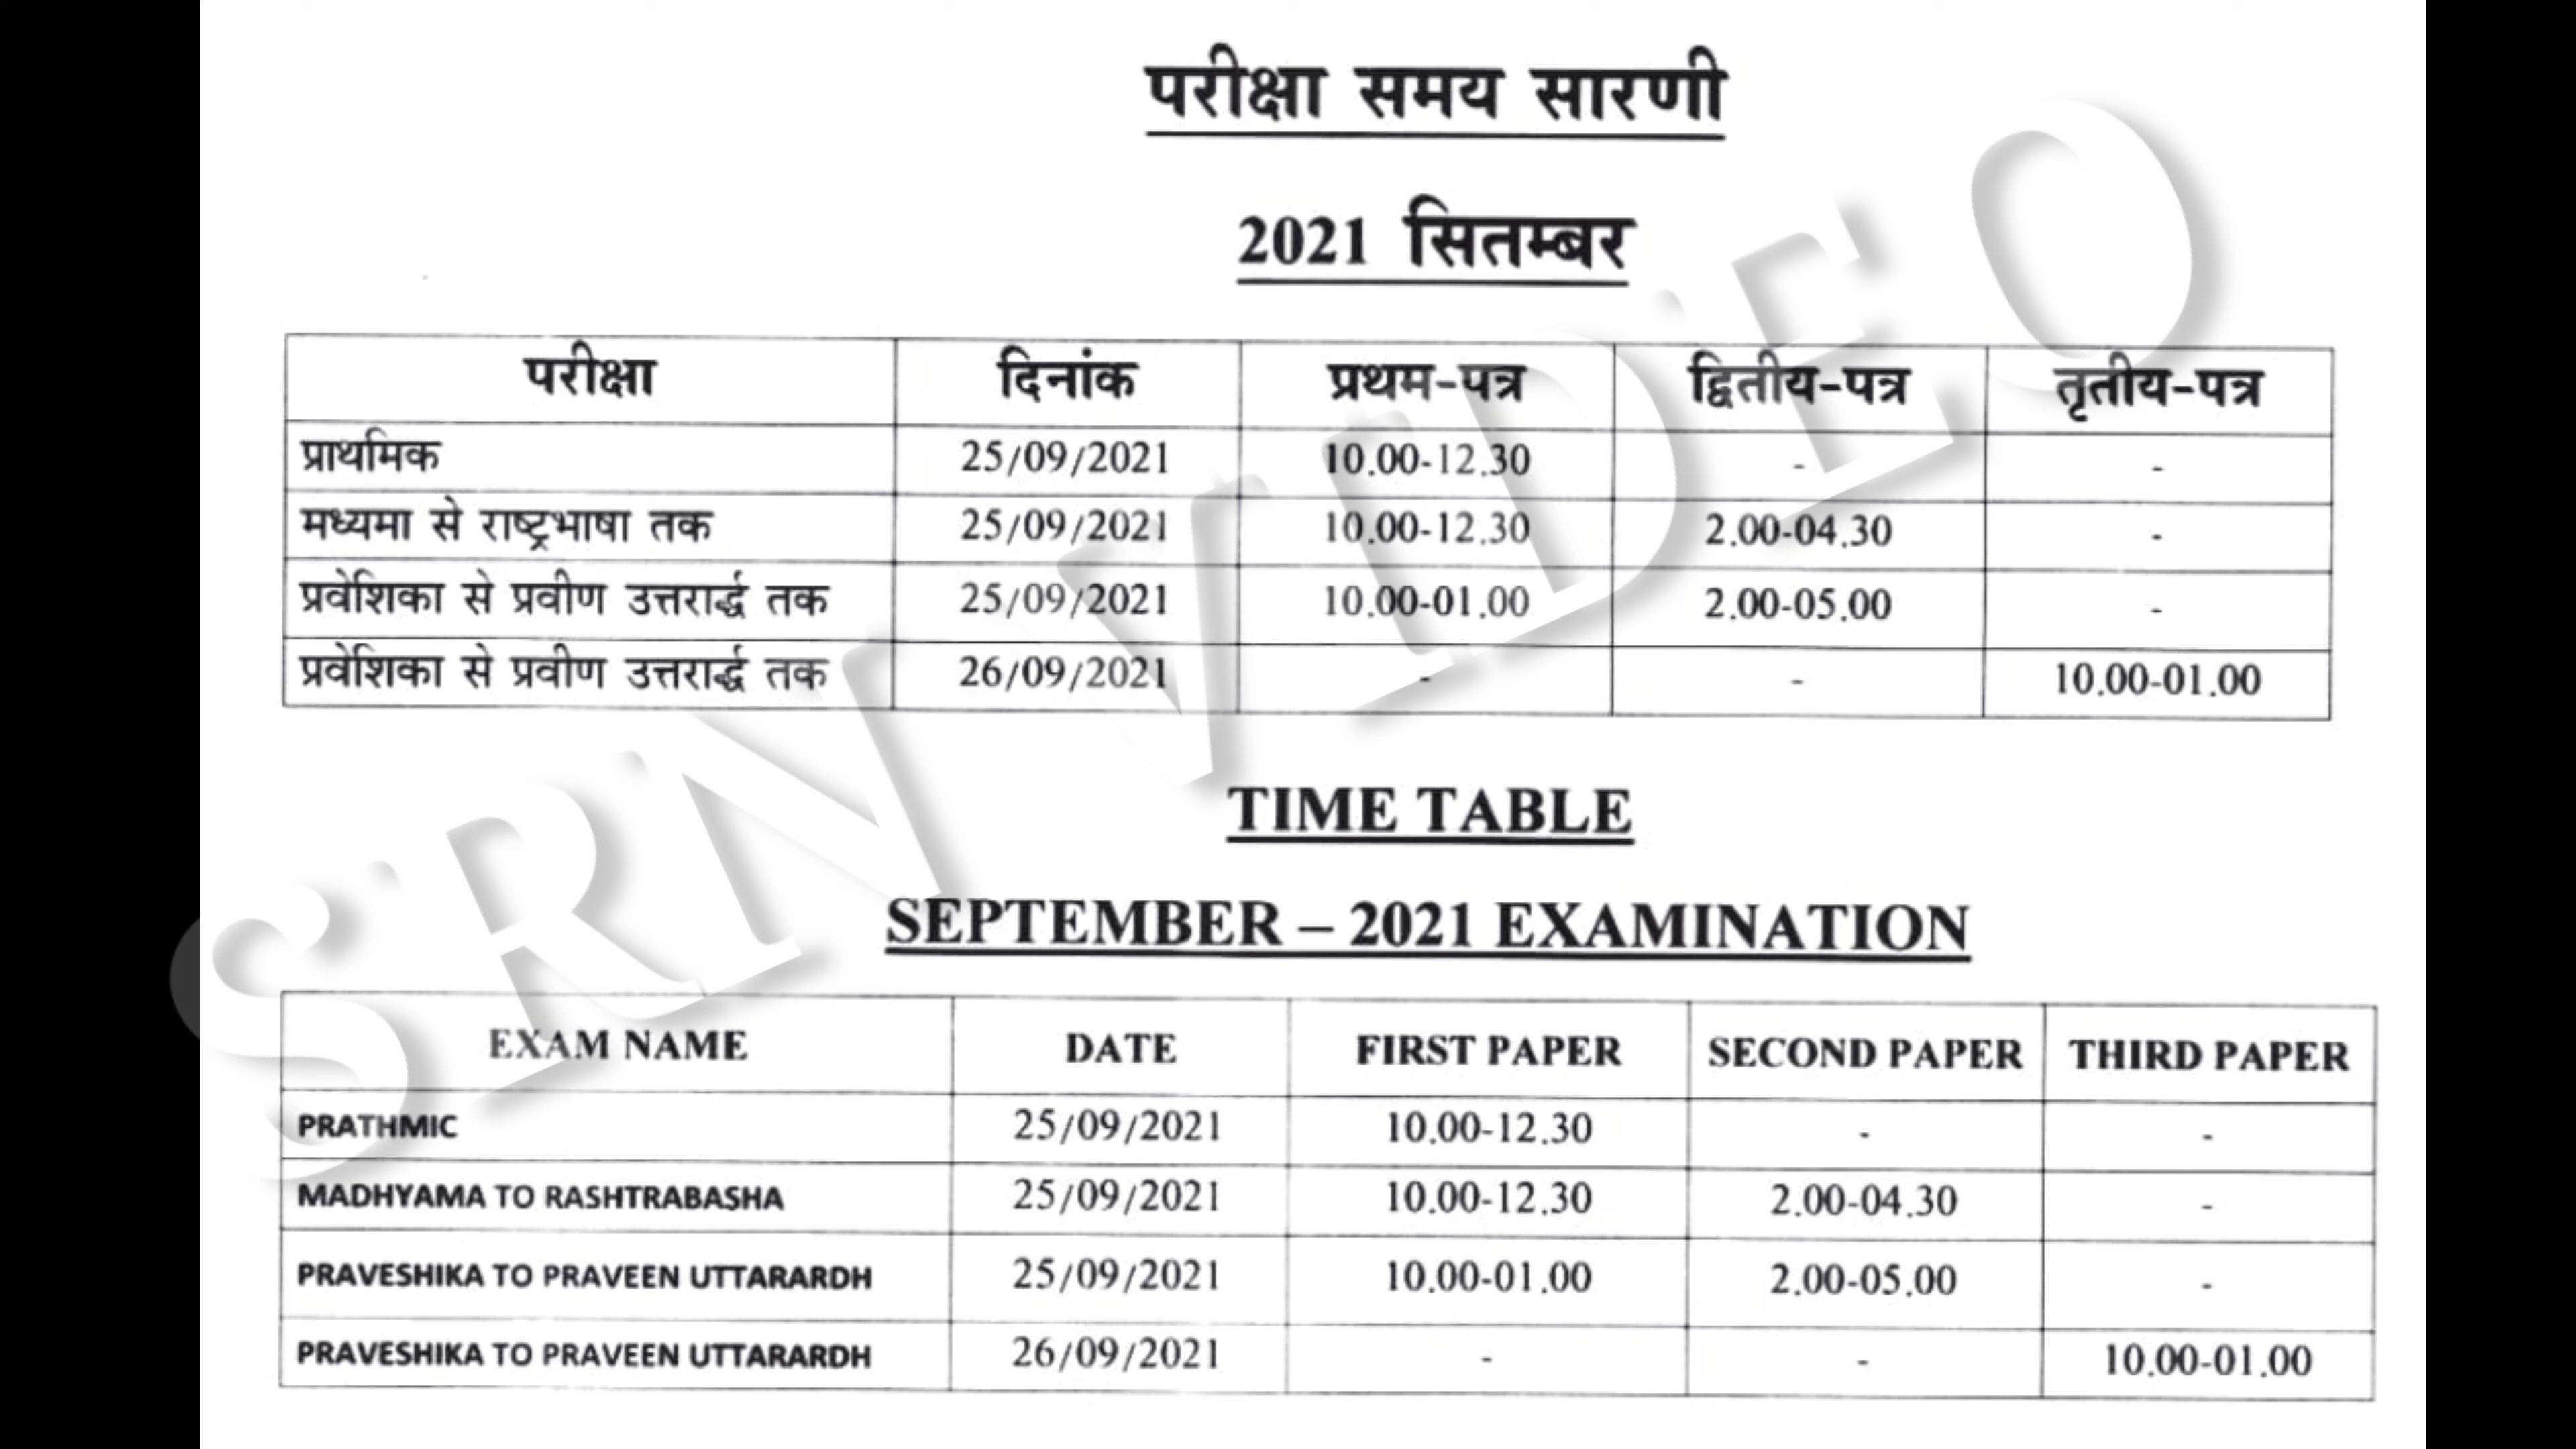 परीक्षा समय सारणी
2021 सितम्बर
परीक्षा दिनांक प्रथम-पत्र द्वितीय-पत्र तृतीय-पत्र
प्राथमिक 25/09/2021 10.00-12.30 - -
मध्यमा से राष्ट्रभाषा तक 25/09/2021 10.00-12.30 2.00-04.30 -
प्रवेशिका से प्रवीण उत्तरार्द्ध तक 25/09/2021 10.00-01.00 2.00-05.00 -
प्रवेशिका से प्रवीण उत्तरार्द्ध तक 26/09/2021 - - 10.00-01.00
TIME TABLE
SEPTEMBER – 2021 EXAMINATION
EXAM NAME DATE FIRST PAPER SECOND PAPER THIRD PAPER
PRATHMIC 25/09/2021 10.00-12.30 - -
MADHYAMA TO RASHTRABASHA 25/09/2021 10.00-12.30 2.00-04.30 -
PRAVESHIKA TO PRAVEEN UTTARARDH 25/09/2021 10.00-01.00 2.00-05.00 -
PRAVESHIKA TO PRAVEEN UTTARARDH 26/09/2021 - - 10.00-01.00
SRN VIDEO